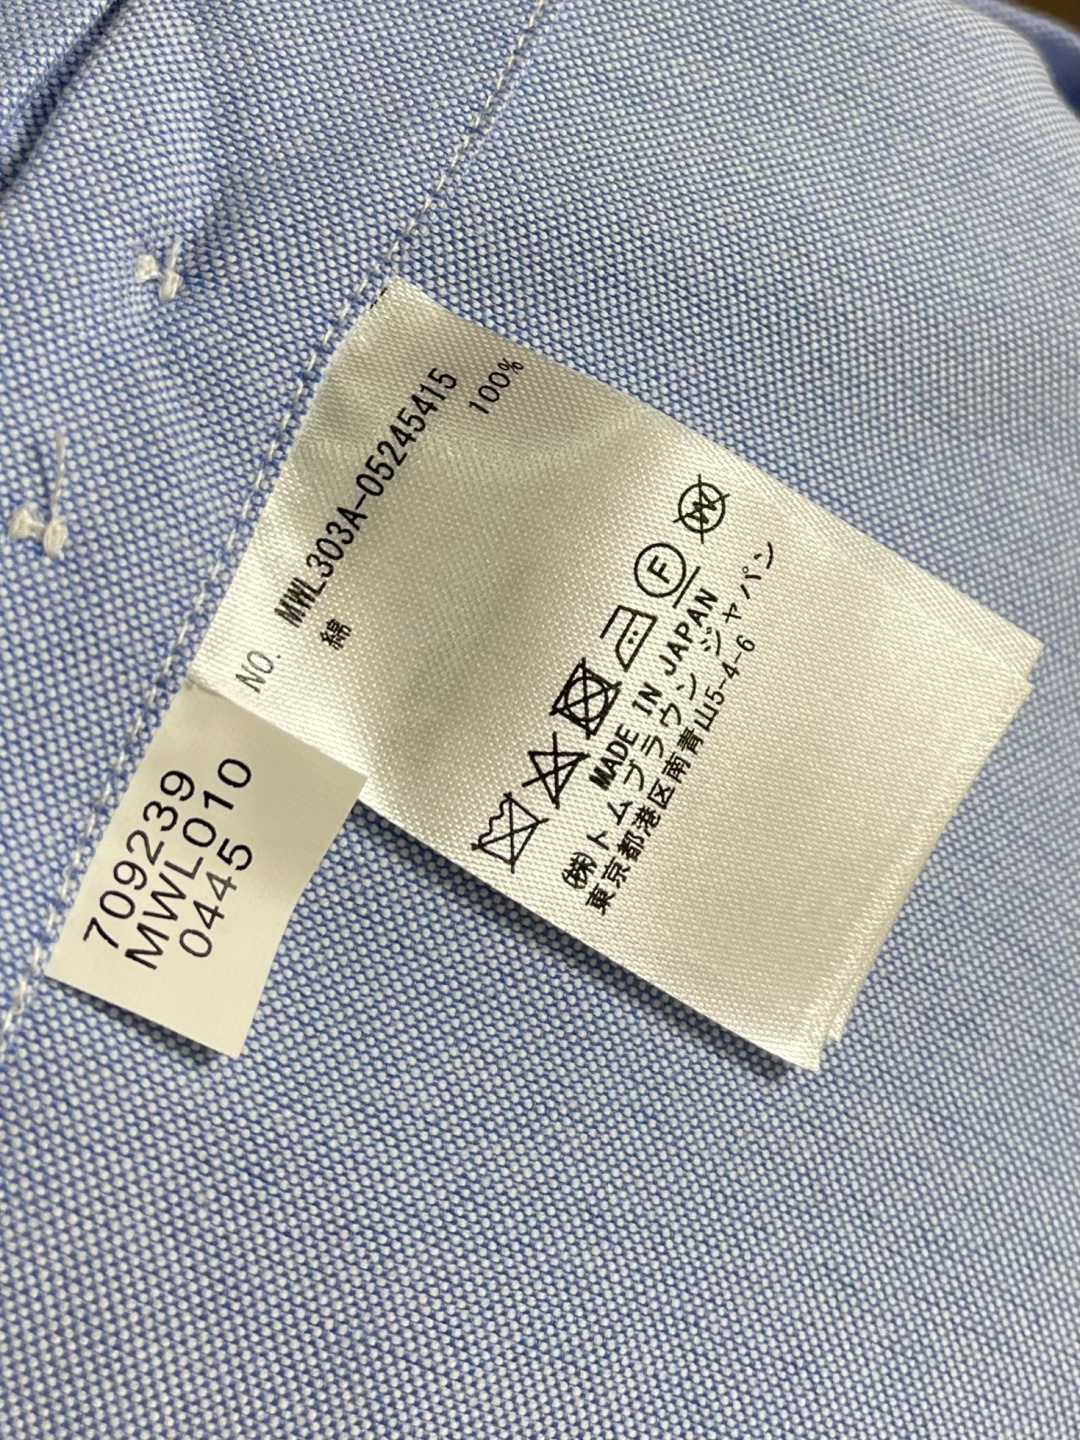 NO. MWL303A-05245415
綿 100%
F
W
MADE IN JAPAN
㈱トムブラウンジャパン
東京都港区南青山5-4-6
709239
MWL010
0445